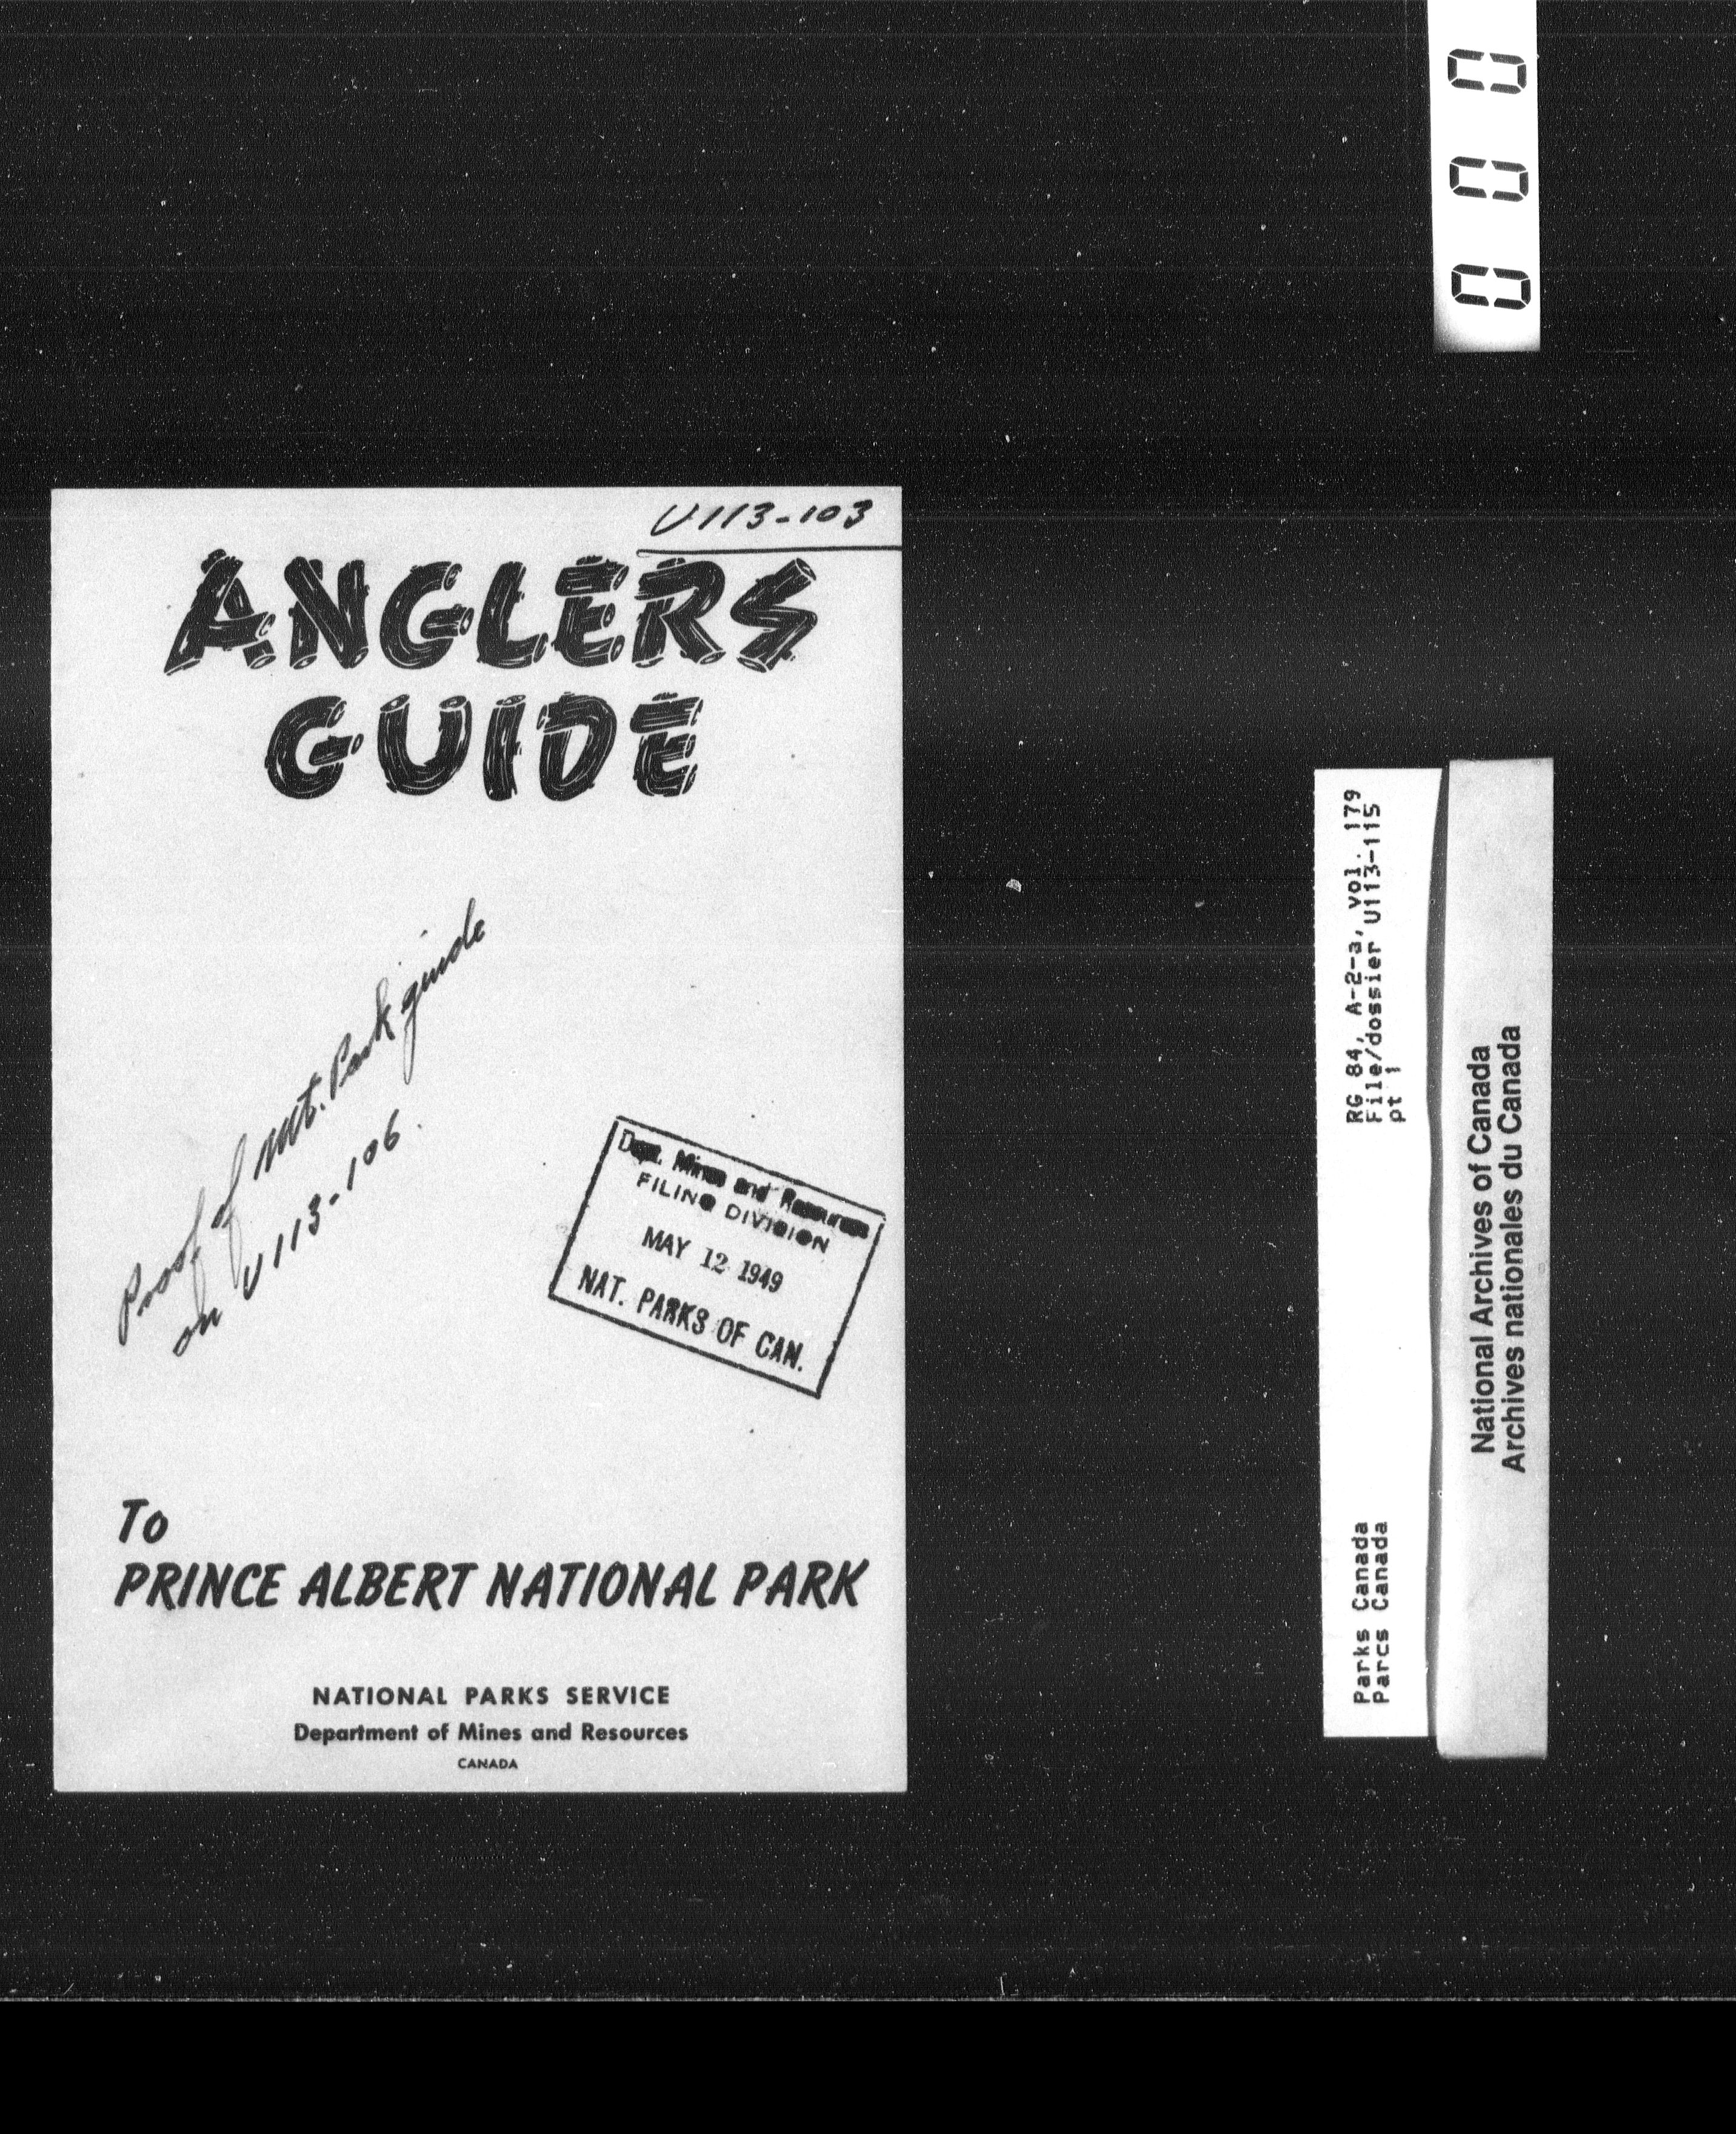 U113-103
ANGLERS
GUIDE
Proof of Nat. Park guide
on U113-106.
Dept. Mines and Resources
FILING DIVISION
MAY 12 1949
NAT. PARKS OF CAN.
To
PRINCE ALBERT NATIONAL PARK
NATIONAL PARKS SERVICE
Department of Mines and Resources
CANADA
000
RG 84, A-2-a, vol. 179
File/dossier U113-115
pt 1
Parks Canada
Parcs Canada
National Archives of Canada
Archives nationales du Canada